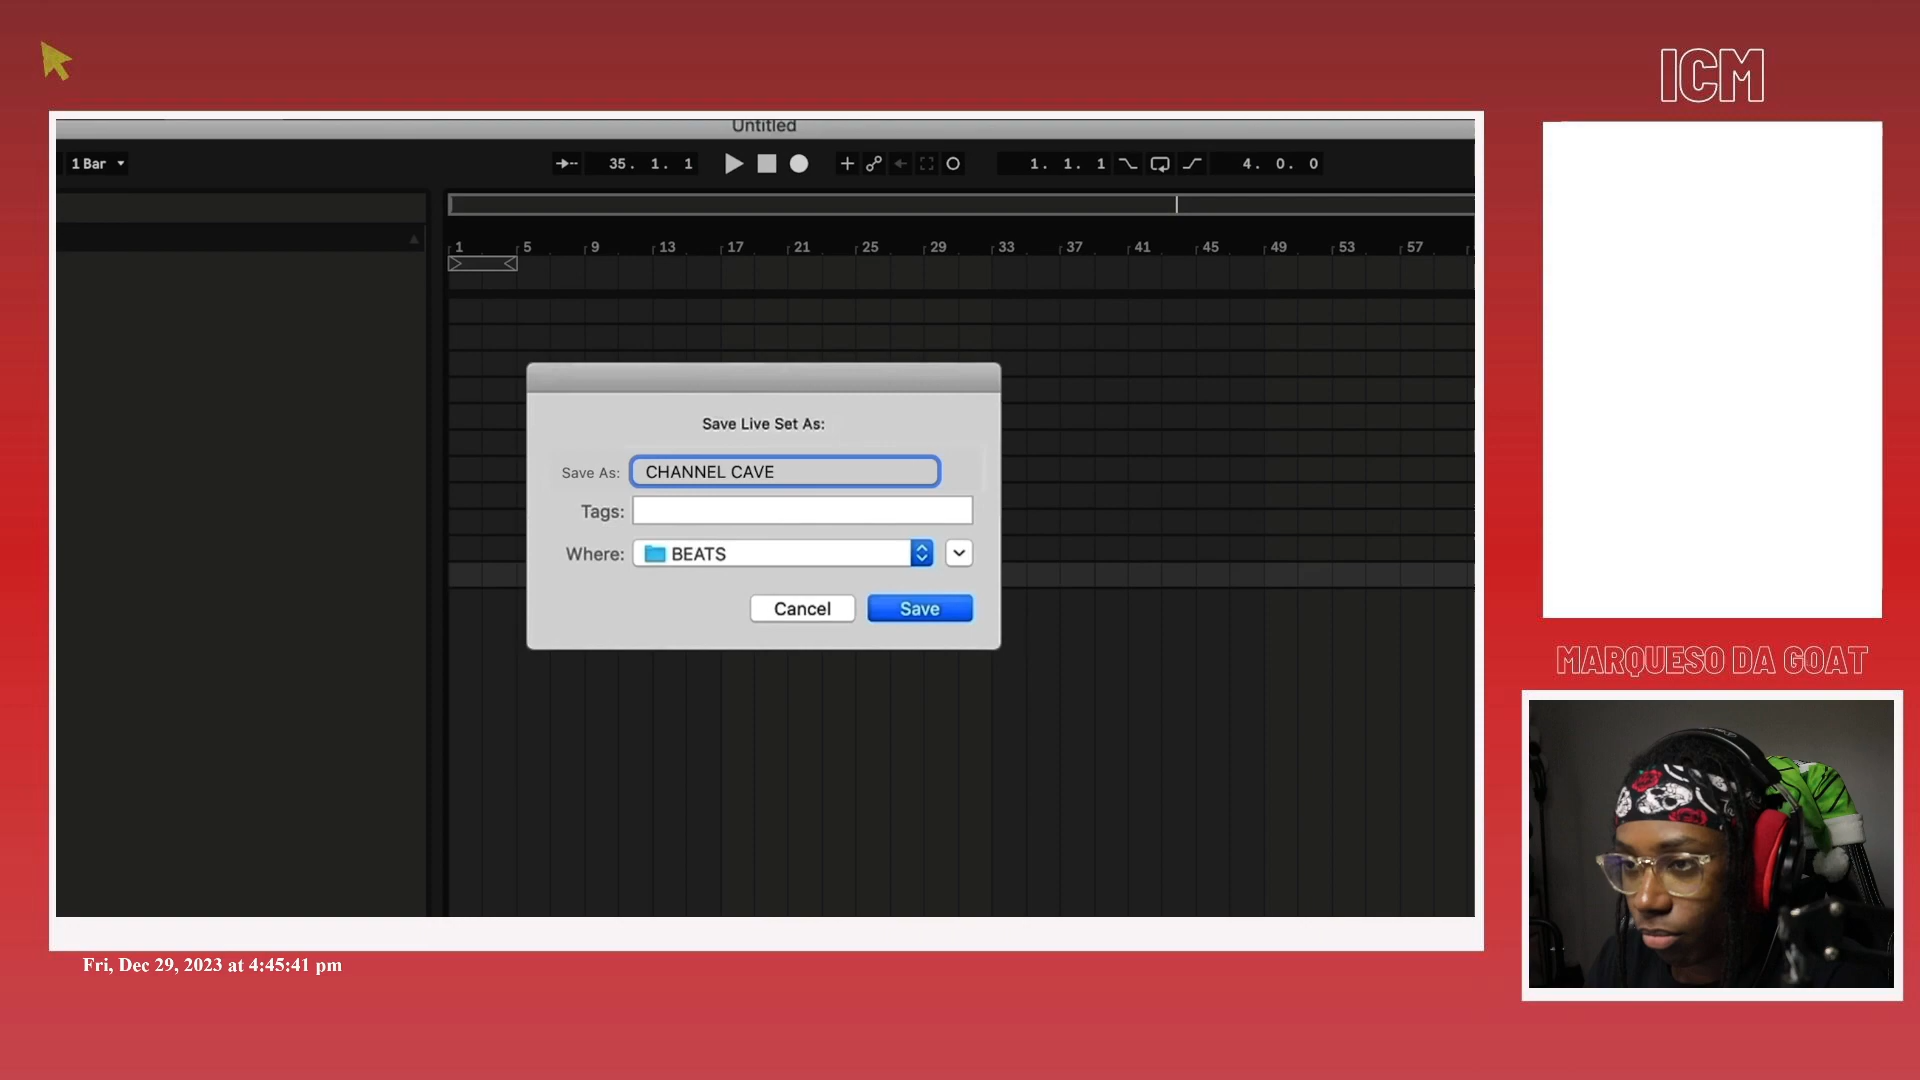 ICM
Untitled
1 Bar
35. 1. 1
1. 1. 1
4. 0. 0
1 5 9 13 17 21 25 29 33 37 41 45 49 53 57
Save Live Set As:
Save As: CHANNEL CAVE
Tags:
Where: BEATS
Cancel Save
MARQUESO DA GOAT
Fri, Dec 29, 2023 at 4:45:41 pm